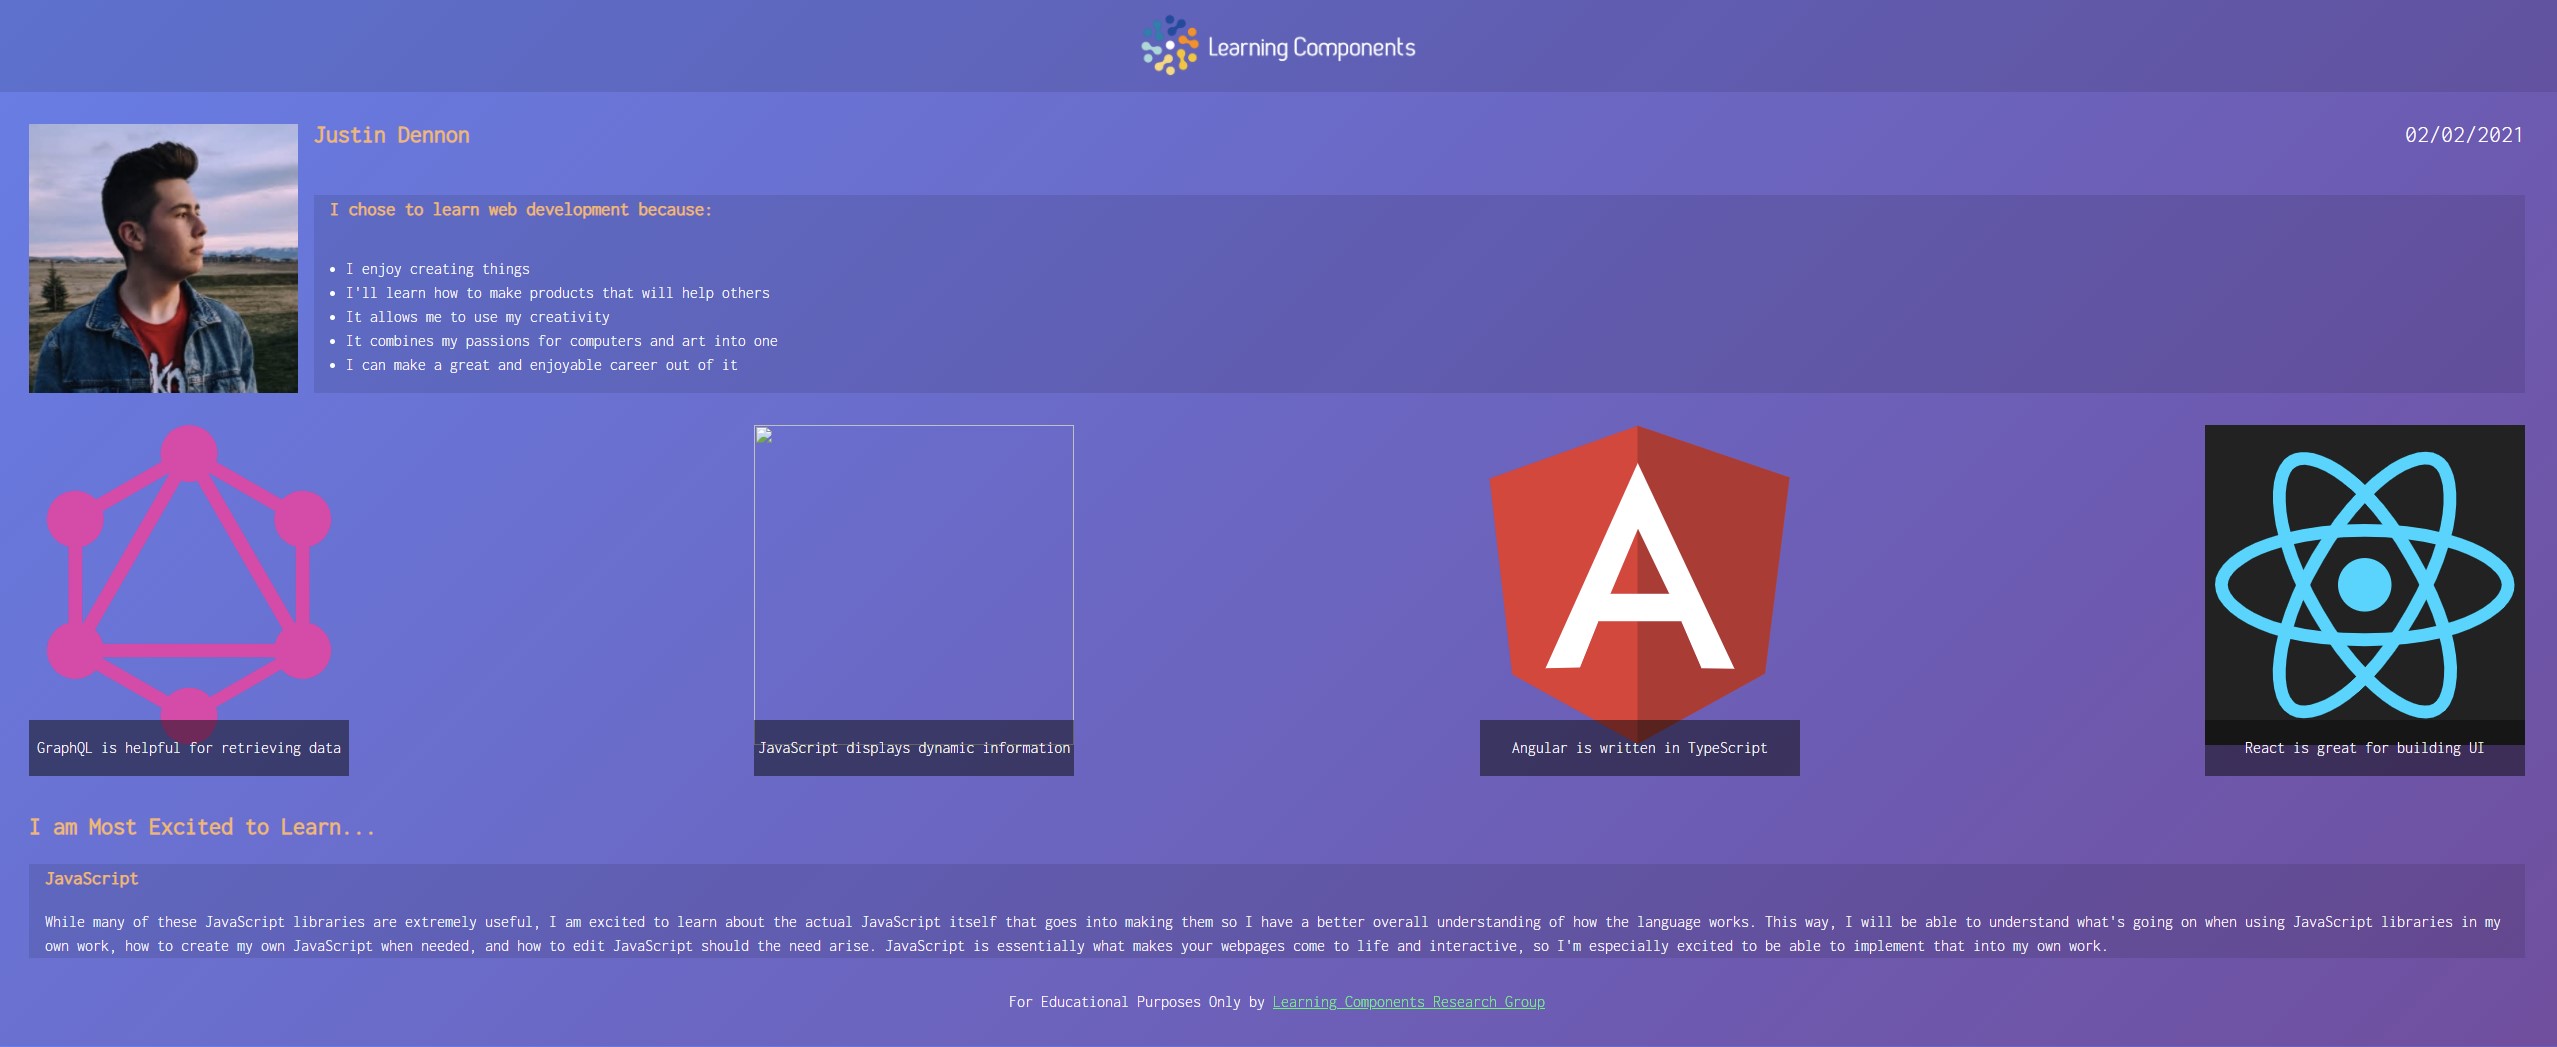 Learning Components
Justin Dennon
02/02/2021
I chose to learn web development because:
• I enjoy creating things
• I'll learn how to make products that will help others
• It allows me to use my creativity
• It combines my passions for computers and art into one
• I can make a great and enjoyable career out of it
GraphQL is helpful for retrieving data
JavaScript displays dynamic information
Angular is written in TypeScript
React is great for building UI
I am Most Excited to Learn...
JavaScript
While many of these JavaScript libraries are extremely useful, I am excited to learn about the actual JavaScript itself that goes into making them so I have a better overall understanding of how the language works. This way, I will be able to understand what's going on when using JavaScript libraries in my
own work, how to create my own JavaScript when needed, and how to edit JavaScript should the need arise. JavaScript is essentially what makes your webpages come to life and interactive, so I'm especially excited to be able to implement that into my own work.
For Educational Purposes Only by Learning Components Research Group